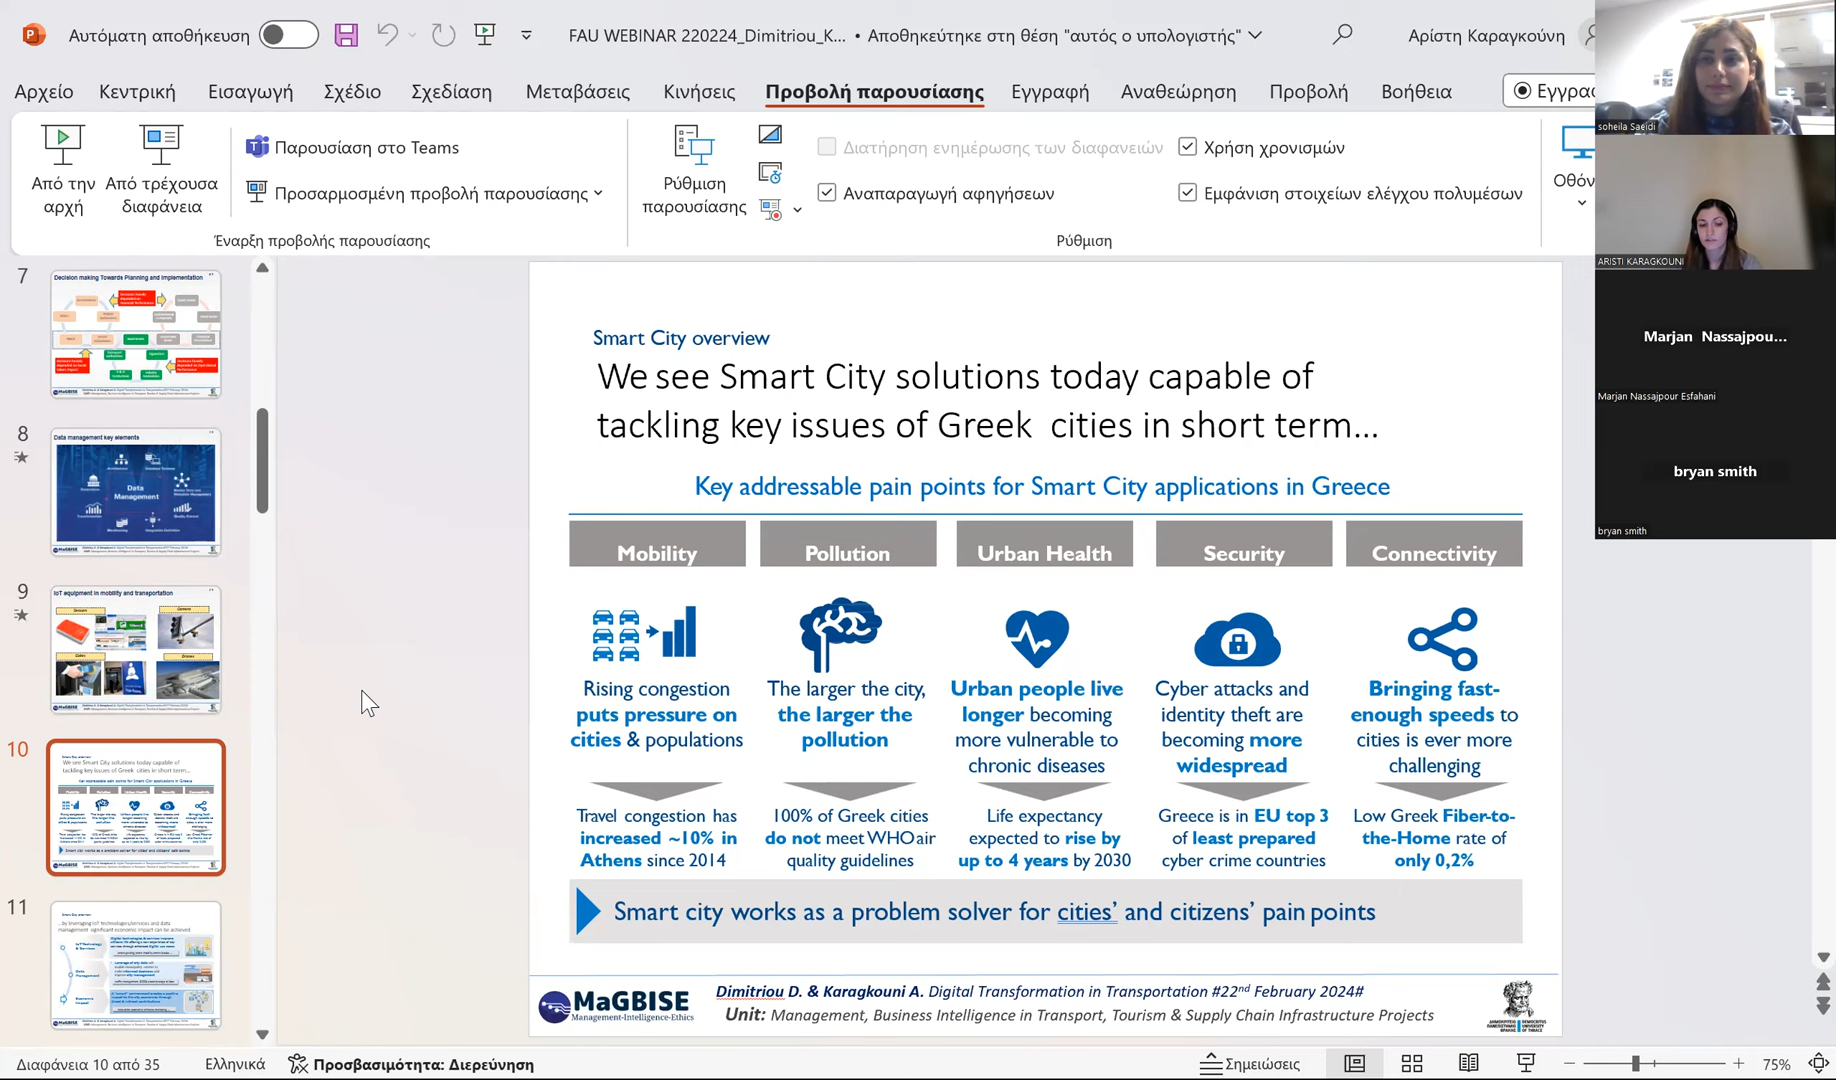 Αυτόματη αποθήκευση
FAU WEBINAR 220224_Dimitriou_K... • Αποθηκεύτηκε στη θέση "αυτός ο υπολογιστής"
Αρίστη Καραγκούνη
Αρχείο Κεντρική Εισαγωγή Σχέδιο Σχεδίαση Μεταβάσεις Κινήσεις Προβολή παρουσίασης Εγγραφή Αναθεώρηση Προβολή Βοήθεια Εγγρα
Από την αρχή
Από τρέχουσα διαφάνεια
Παρουσίαση στο Teams
Προσαρμοσμένη προβολή παρουσίασης
Έναρξη προβολής παρουσίασης
Ρύθμιση παρουσίασης
Διατήρηση ενημέρωσης των διαφανειών
Αναπαραγωγή αφηγήσεων
Χρήση χρονισμών
Εμφάνιση στοιχείων ελέγχου πολυμέσων
Ρύθμιση
Οθόν
soheila Saeidi
ARISTI KARAGKOUNI
Marjan Nassajpou...
Marjan Nassajpour Esfahani
bryan smith
bryan smith
7
Decision making Towards Planning and Implementation
8
Data management key elements
Data Management
9
IoT equipment in mobility and transportation
10
11
Smart City overview
We see Smart City solutions today capable of
tackling key issues of Greek cities in short term...
Key addressable pain points for Smart City applications in Greece
Mobility Pollution Urban Health Security Connectivity
Rising congestion
puts pressure on
cities & populations
The larger the city,
the larger the
pollution
Urban people live
longer becoming
more vulnerable to
chronic diseases
Cyber attacks and
identity theft are
becoming more
widespread
Bringing fast-
enough speeds to
cities is ever more
challenging
Travel congestion has
increased ~10% in
Athens since 2014
100% of Greek cities
do not meet WHO air
quality guidelines
Life expectancy
expected to rise by
up to 4 years by 2030
Greece is in EU top 3
of least prepared
cyber crime countries
Low Greek Fiber-to-
the-Home rate of
only 0,2%
Smart city works as a problem solver for cities' and citizens' pain points
MaGBISE
Management-Intelligence-Ethics
Dimitriou D. & Karagkouni A. Digital Transformation in Transportation #22nd February 2024#
Unit: Management, Business Intelligence in Transport, Tourism & Supply Chain Infrastructure Projects
Διαφάνεια 10 από 35
Ελληνικά
Προσβασιμότητα: Διερεύνηση
Σημειώσεις
75%